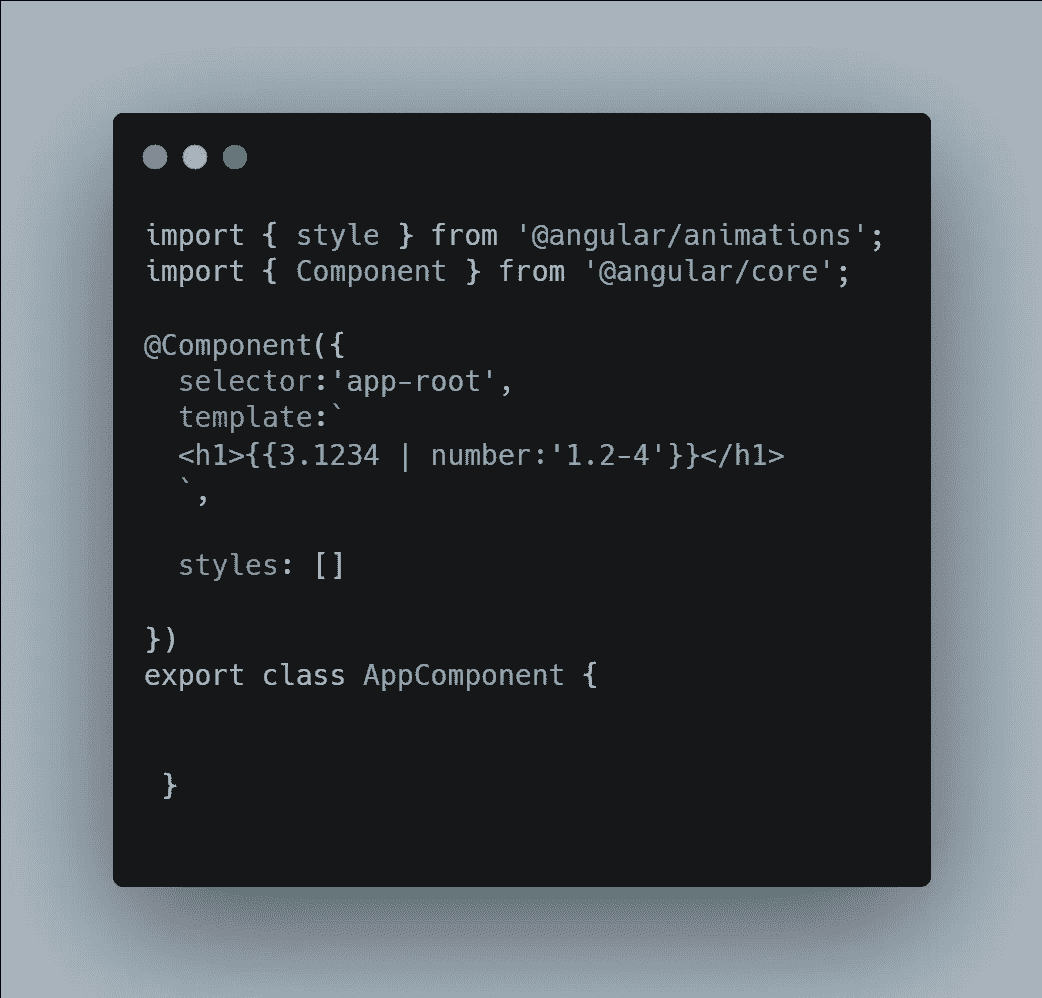 import { style } from '@angular/animations';
import { Component } from '@angular/core';
@Component({
  selector:'app-root',
  template:`
  <h1>{{3.1234 | number:'1.2-4'}}</h1>
  `,
  styles: []
})
export class AppComponent {
 }